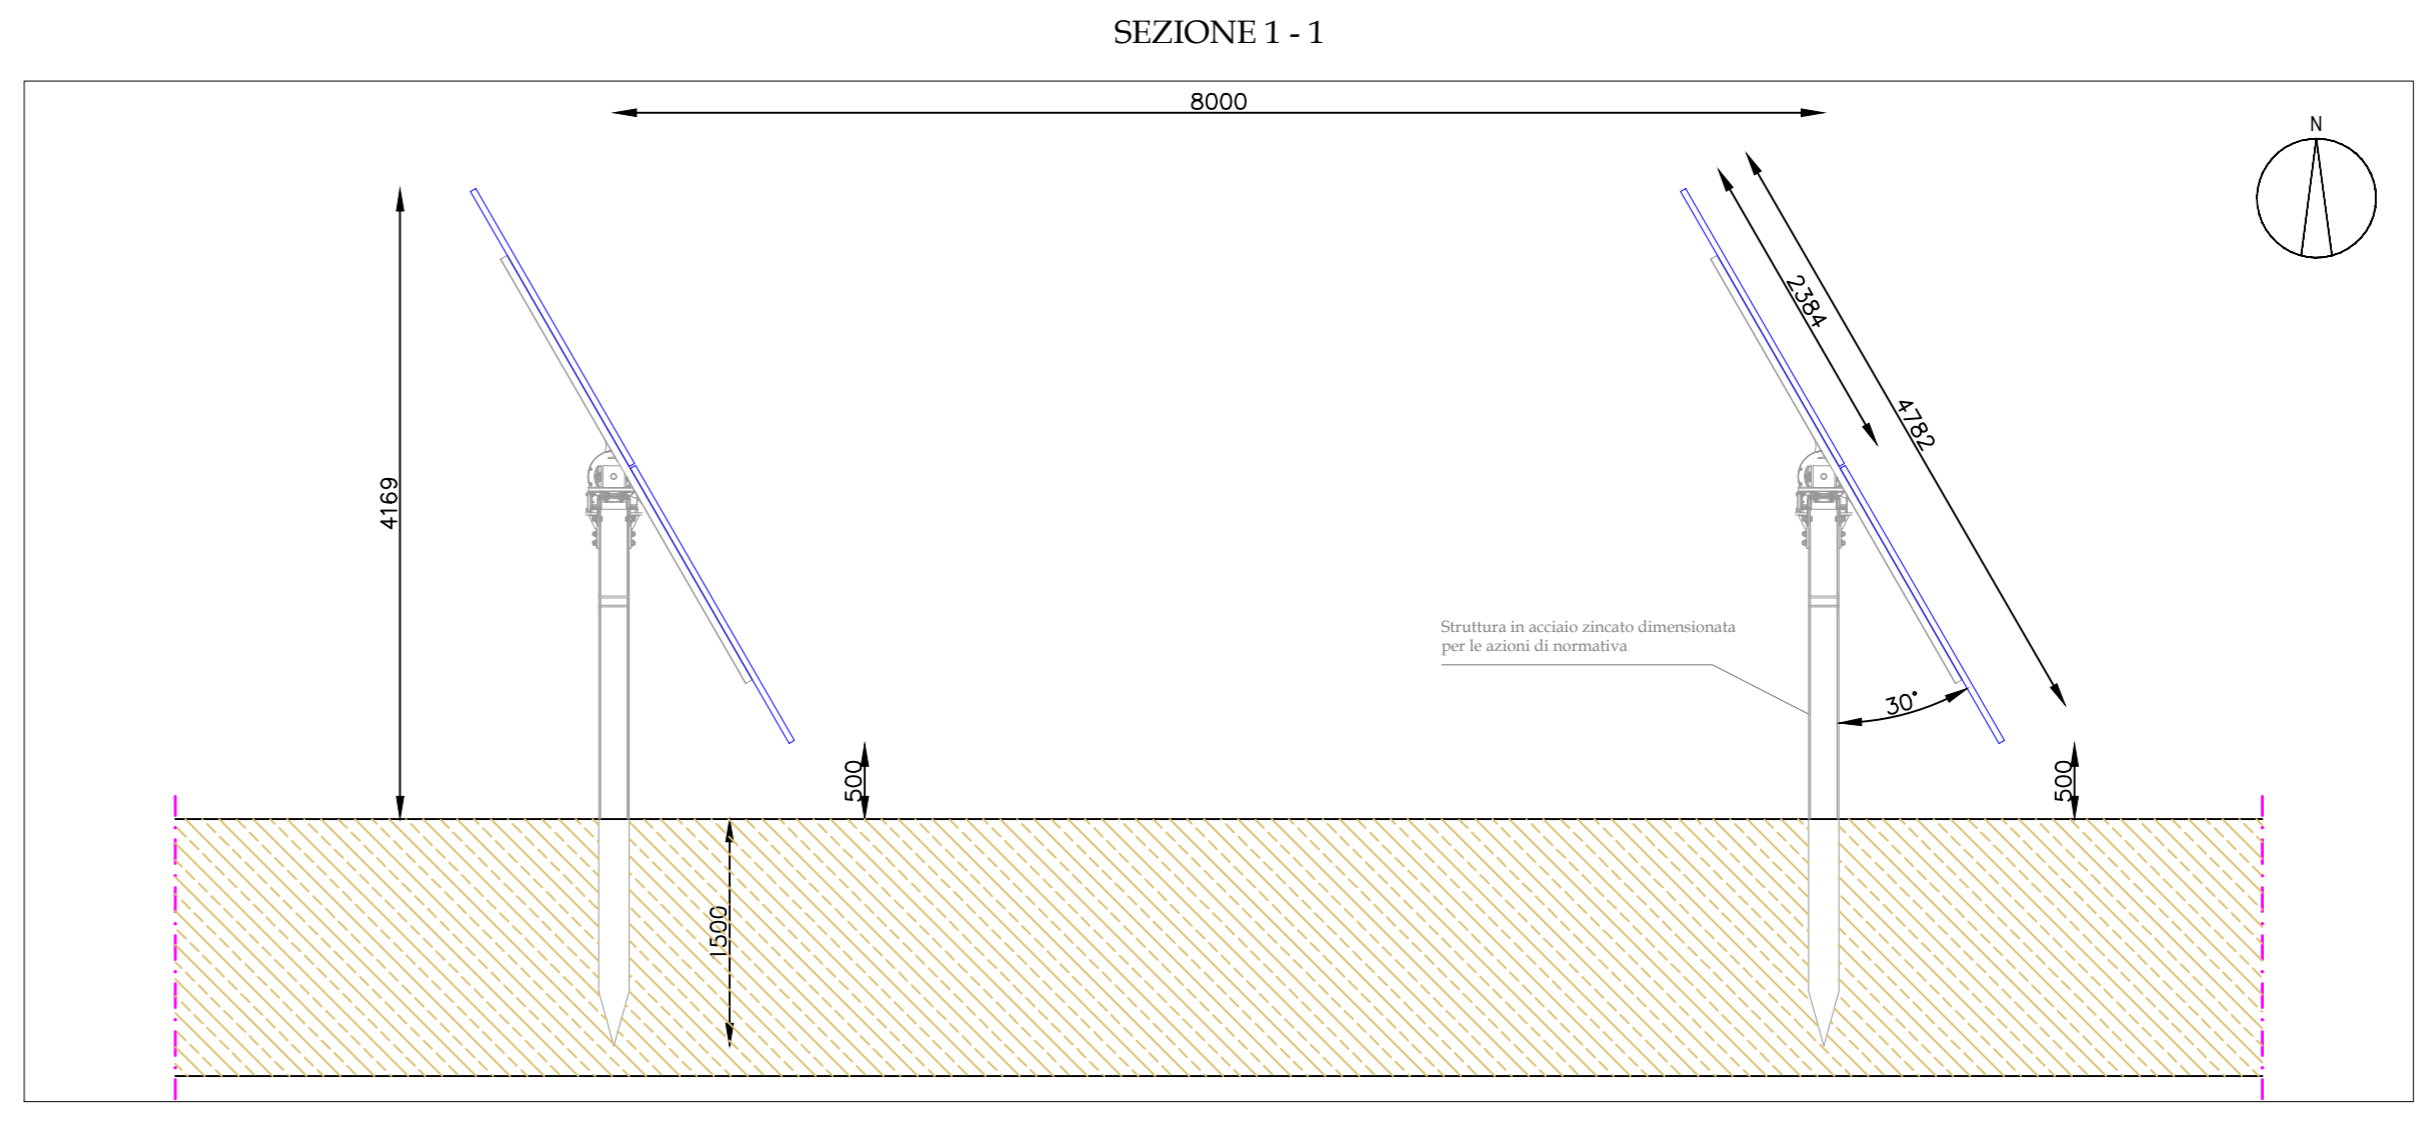 SEZIONE 1 - 1
8000
N
2384
4782
4169
Struttura in acciaio zincato dimensionata
per le azioni di normativa
30°
500
500
1500